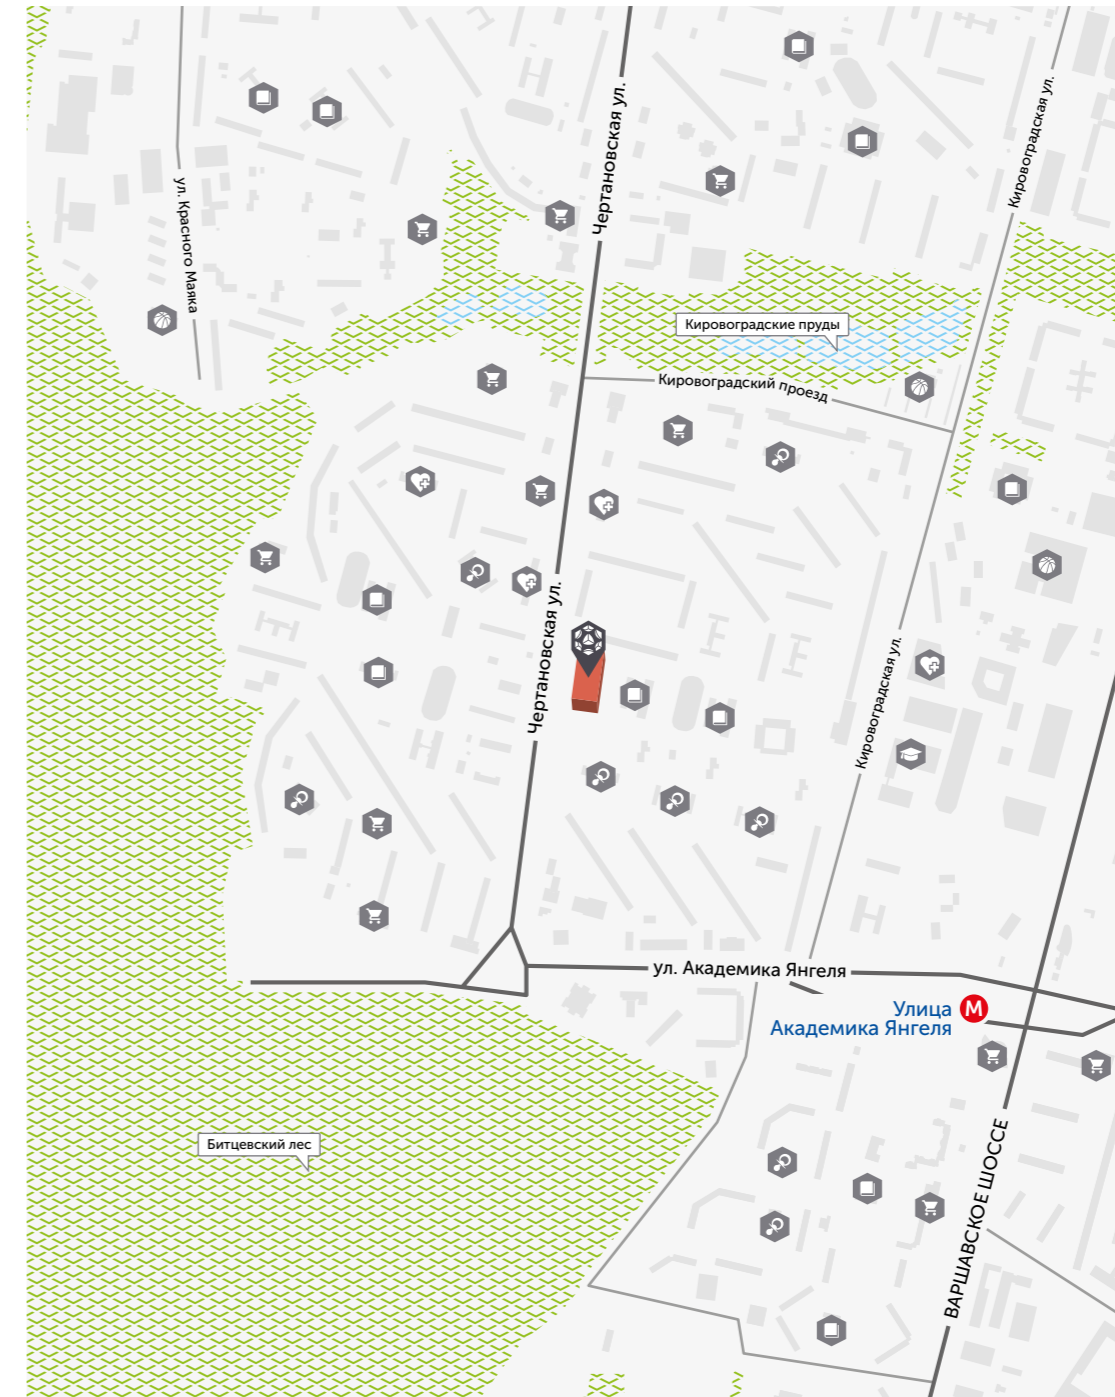 Кировоградская ул.
Чертановская ул.
ул. Красного Маяка
Кировоградские пруды
Кировоградский проезд
Чертановская ул.
Кировоградская ул.
ул. Академика Янгеля
Улица
Академика Янгеля
М
Битцевский лес
ВАРШАВСКОЕ ШОССЕ